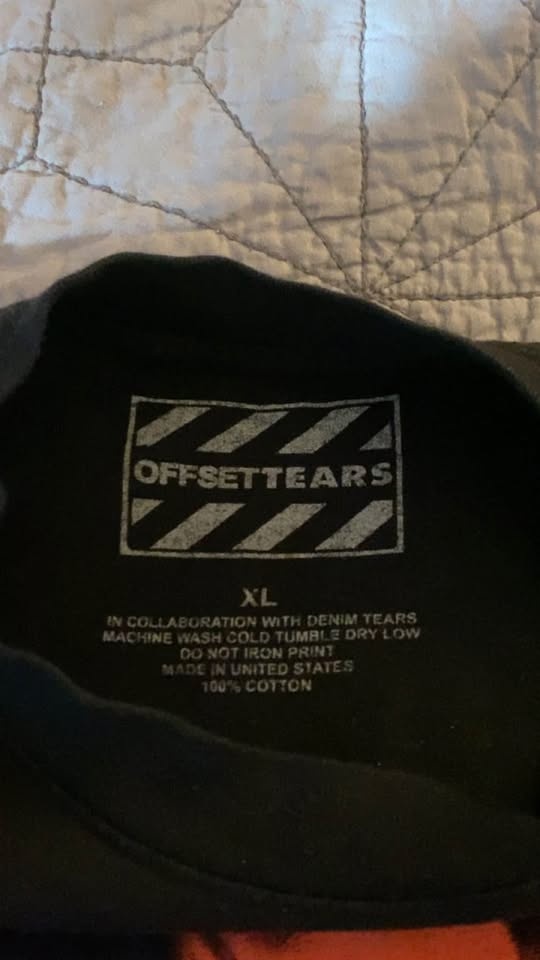 OFFSETTEARS
XL
IN COLLABORATION WITH DENIM TEARS
MACHINE WASH COLD TUMBLE DRY LOW
DO NOT IRON PRINT
MADE IN UNITED STATES
100% COTTON